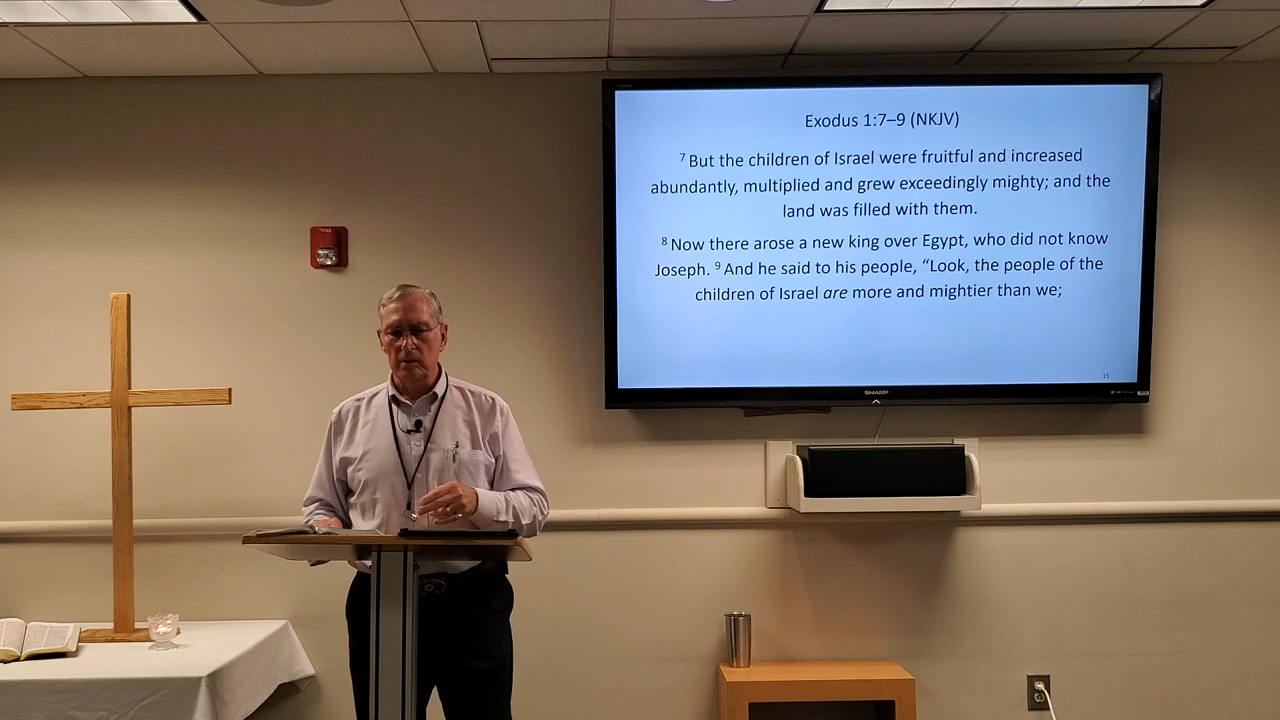 Exodus 1:7–9 (NKJV)
7 But the children of Israel were fruitful and increased
abundantly, multiplied and grew exceedingly mighty; and the
land was filled with them.
8 Now there arose a new king over Egypt, who did not know
Joseph. 9 And he said to his people, “Look, the people of the
children of Israel are more and mightier than we;
15
SHARP
FIRE